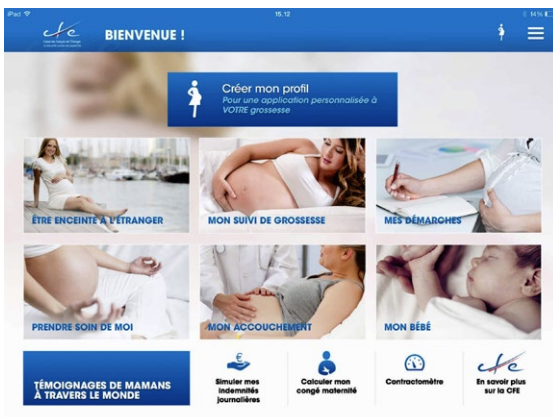 iPad
15.12
14%
cfe
BIENVENUE !
Créer mon profil
Pour une application personnalisée à
VOTRE grossesse
ÊTRE ENCEINTE À L'ÉTRANGER
MON SUIVI DE GROSSESSE
MES DÉMARCHES
PRENDRE SOIN DE MOI
MON ACCOUCHEMENT
MON BÉBÉ
TÉMOIGNAGES DE MAMANS
À TRAVERS LE MONDE
€
Simuler mes
indemnités
journalières
Calculer mon
congé maternité
Contractomètre
cfe
En savoir plus
sur la CFE